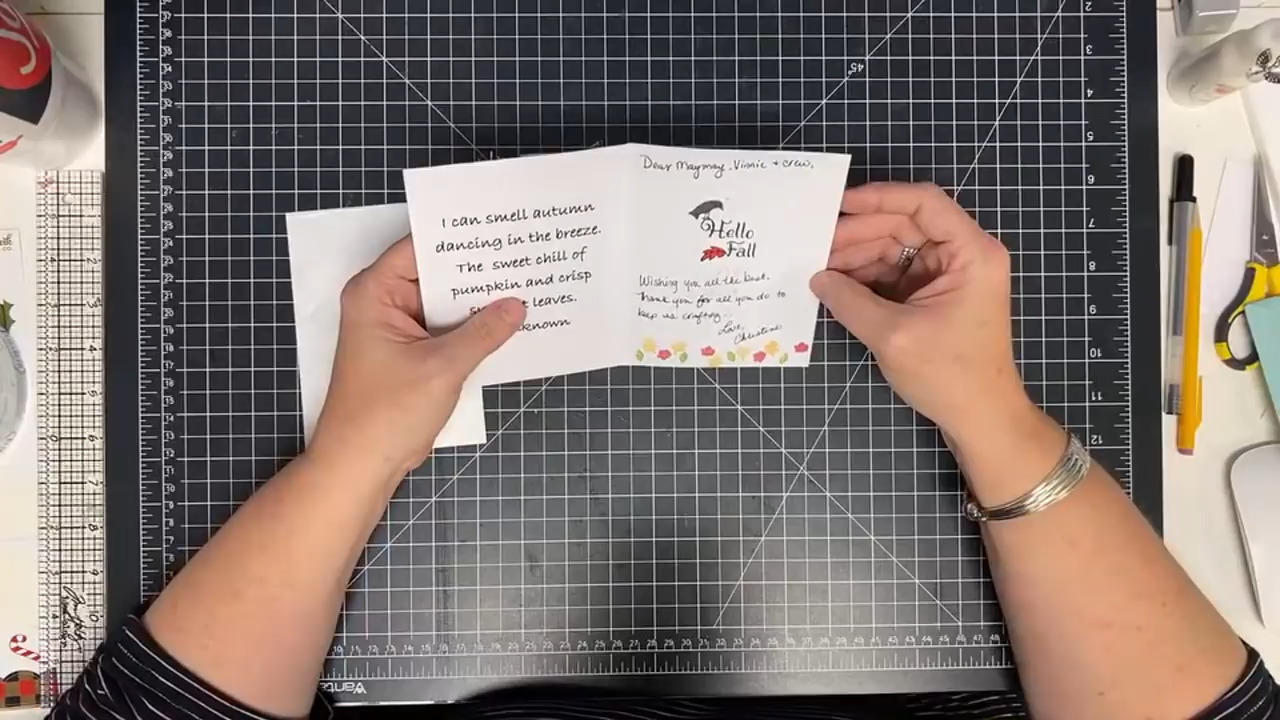 I can smell autumn
dancing in the breeze.
The sweet chill of
pumpkin and crisp
leaves.
known
Dear Maymay, Vinnie + crew,
Hello
Fall
Wishing you all the best.
Thank you for all you do to
keep us crafting.
Love,
Christine
45°